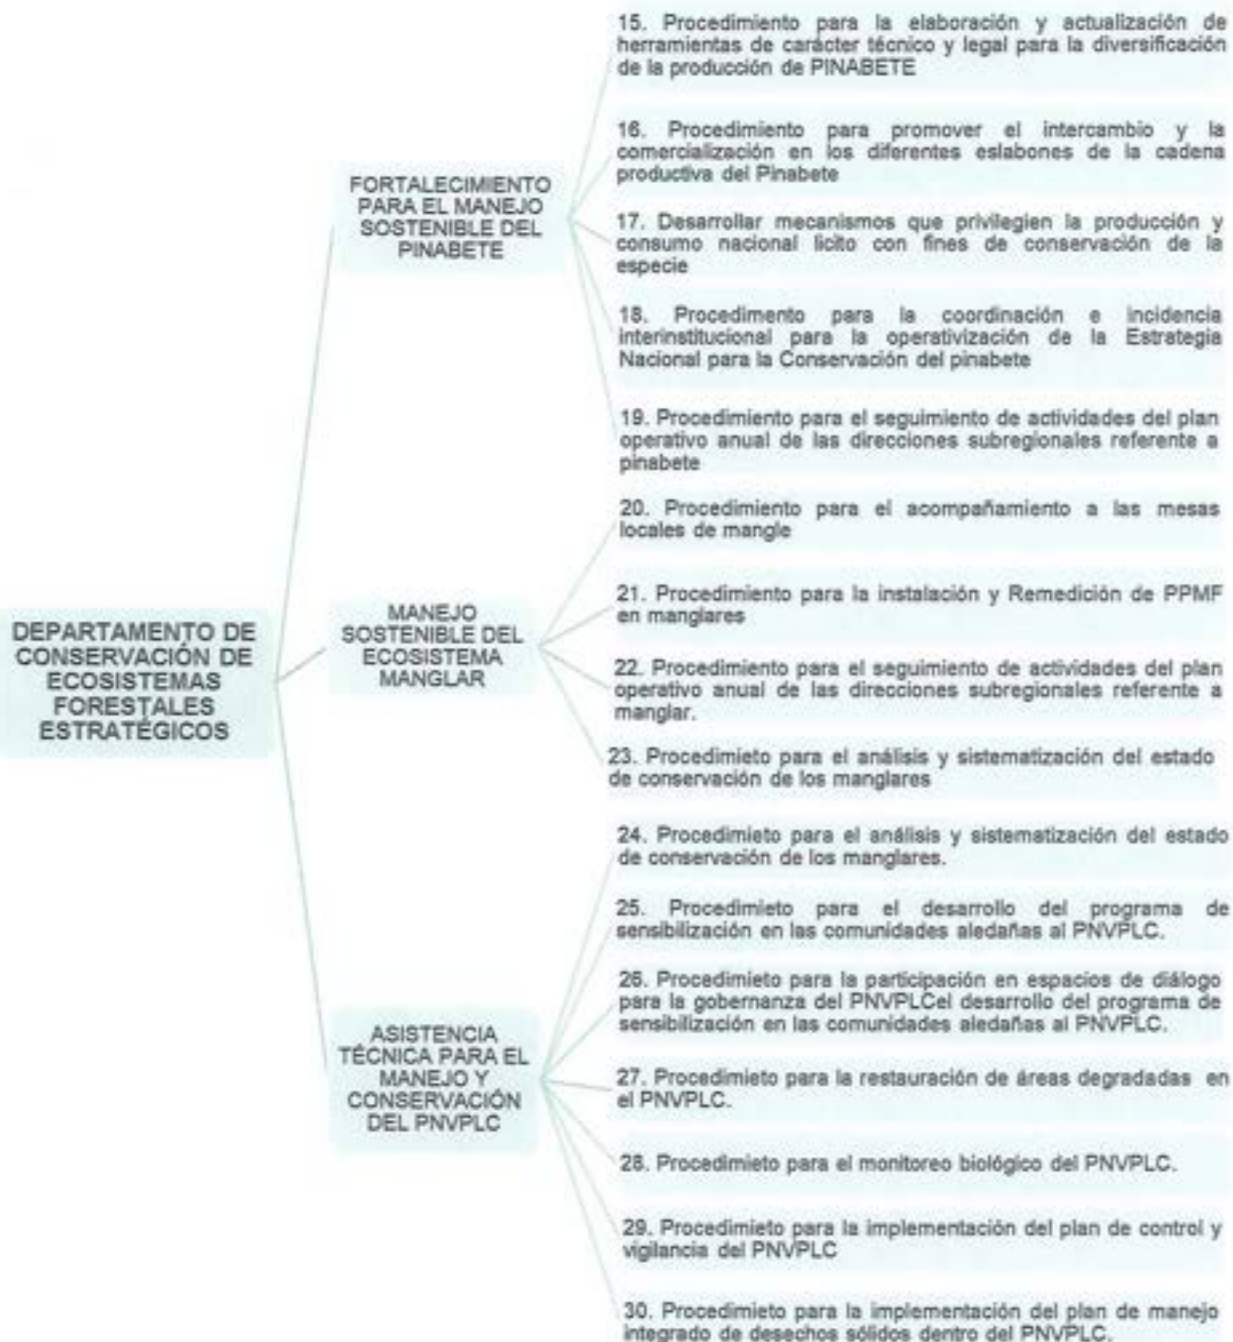 15. Procedimiento para la elaboración y actualización de
herramientas de carácter técnico y legal para la diversificación
de la producción de PINABETE
16. Procedimiento para promover el intercambio y la
comercialización en los diferentes eslabones de la cadena
productiva del Pinabete
FORTALECIMIENTO
PARA EL MANEJO
SOSTENIBLE DEL
PINABETE
17. Desarrollar mecanismos que privilegien la producción y
consumo nacional licito con fines de conservación de la
especie
18. Procedimento para la coordinación e incidencia
interinstitucional para la operativización de la Estrategia
Nacional para la Conservación del pinabete
19. Procedimiento para el seguimiento de actividades del plan
operativo anual de las direcciones subregionales referente a
pinabete
20. Procedimiento para el acompañamiento a las mesas
locales de mangle
21. Procedimiento para la instalación y Remedición de PPMF
en manglares
DEPARTAMENTO DE
CONSERVACIÓN DE
ECOSISTEMAS
FORESTALES
ESTRATÉGICOS
MANEJO
SOSTENIBLE DEL
ECOSISTEMA
MANGLAR
22. Procedimiento para el seguimiento de actividades del plan
operativo anual de las direcciones subregionales referente a
manglar.
23. Procedimieto para el análisis y sistematización del estado
de conservación de los manglares
24. Procedimieto para el análisis y sistematización del estado
de conservación de los manglares.
25. Procedimieto para el desarrollo del programa de
sensibilización en las comunidades aledañas al PNVPLC.
26. Procedimieto para la participación en espacios de diálogo
para la gobernanza del PNVPLCel desarrollo del programa de
sensibilización en las comunidades aledañas al PNVPLC.
ASISTENCIA
TÉCNICA PARA EL
MANEJO Y
CONSERVACIÓN
DEL PNVPLC
27. Procedimieto para la restauración de áreas degradadas en
el PNVPLC.
28. Procedimieto para el monitoreo biológico del PNVPLC.
29. Procedimieto para la implementación del plan de control y
vigilancia del PNVPLC
30. Procedimieto para la implementación del plan de manejo
integrado de desechos sólidos dentro del PNVPLC.